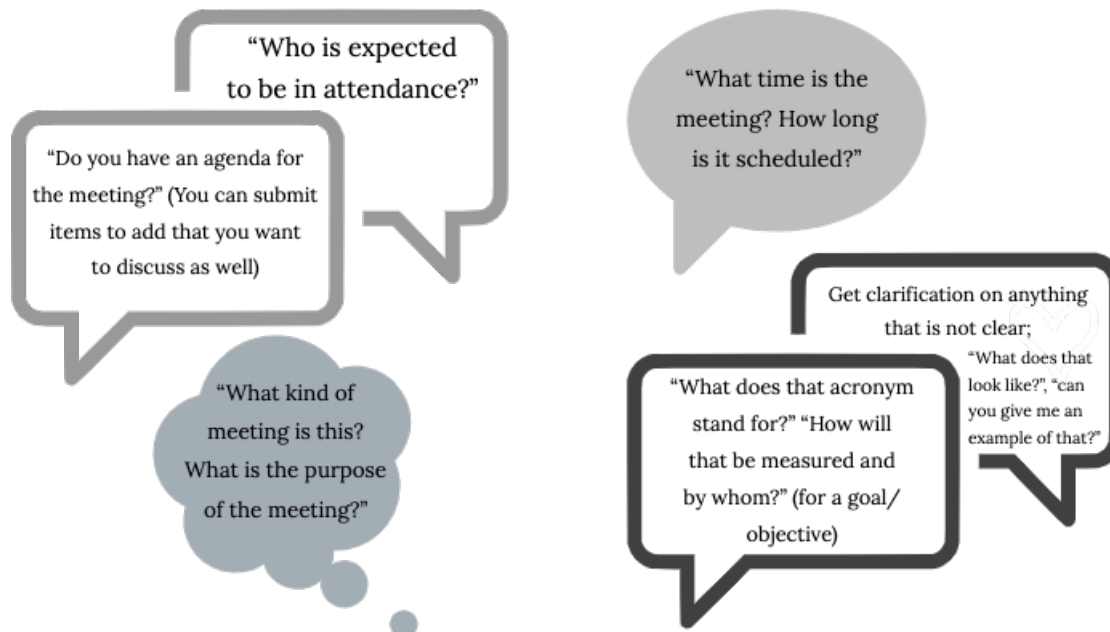 “Who is expected
to be in attendance?”
“Do you have an agenda for
the meeting?” (You can submit
items to add that you want
to discuss as well)
“What kind of
meeting is this?
What is the purpose
of the meeting?”
“What time is the
meeting? How long
is it scheduled?”
Get clarification on anything
that is not clear;
“What does that
look like?”, “can
you give me an
example of that?”
“What does that acronym
stand for?” “How will
that be measured and
by whom?” (for a goal/
objective)